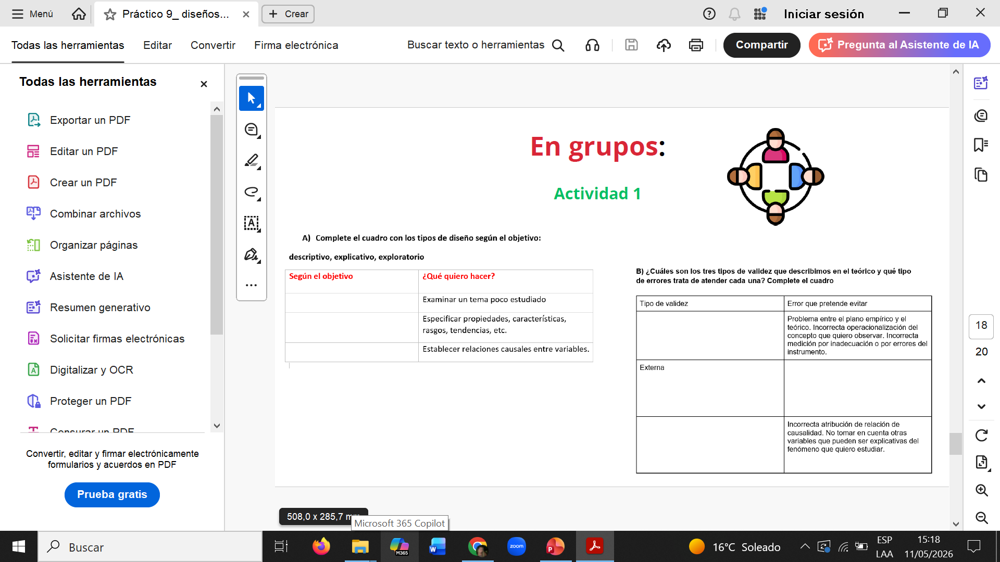 Menú
Práctico 9_ diseños...
Crear
Iniciar sesión
Todas las herramientas
Editar
Convertir
Firma electrónica
Buscar texto o herramientas
Compartir
Pregunta al Asistente de IA
Todas las herramientas
Exportar un PDF
Editar un PDF
Crear un PDF
Combinar archivos
Organizar páginas
Asistente de IA
Resumen generativo
Solicitar firmas electrónicas
Digitalizar y OCR
Proteger un PDF
Censurar un PDF
Convertir, editar y firmar electrónicamente
formularios y acuerdos en PDF
Prueba gratis
En grupos:
Actividad 1
A) Complete el cuadro con los tipos de diseño según el objetivo:
descriptivo, explicativo, exploratorio
Según el objetivo
¿Qué quiero hacer?
Examinar un tema poco estudiado
Especificar propiedades, características,
rasgos, tendencias, etc.
Establecer relaciones causales entre variables.
B) ¿Cuáles son los tres tipos de validez que describimos en el teórico y qué tipo
de errores trata de atender cada una? Complete el cuadro
Tipo de validez
Error que pretende evitar
Problema entre el plano empírico y el
teórico. Incorrecta operacionalización del
concepto que quiero observar. Incorrecta
medición por inadecuación o por errores del
instrumento.
Externa
Incorrecta atribución de relación de
causalidad. No tomar en cuenta otras
variables que pueden ser explicativas del
fenómeno que quiero estudiar.
18
20
508,0 x 285,7 m
Microsoft 365 Copilot
Buscar
M365
zoom
16°C Soleado
ESP
LAA
15:18
11/05/2026